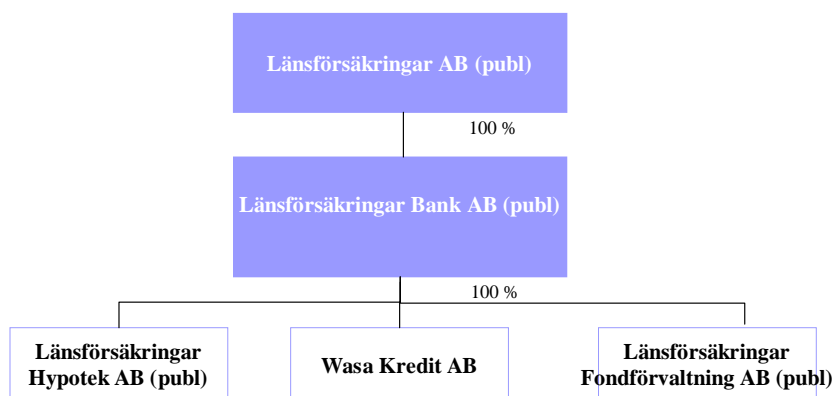 Länsförsäkringar AB (publ)
100 %
Länsförsäkringar Bank AB (publ)
100 %
Länsförsäkringar
Hypotek AB (publ)
Wasa Kredit AB
Länsförsäkringar
Fondförvaltning AB (publ)